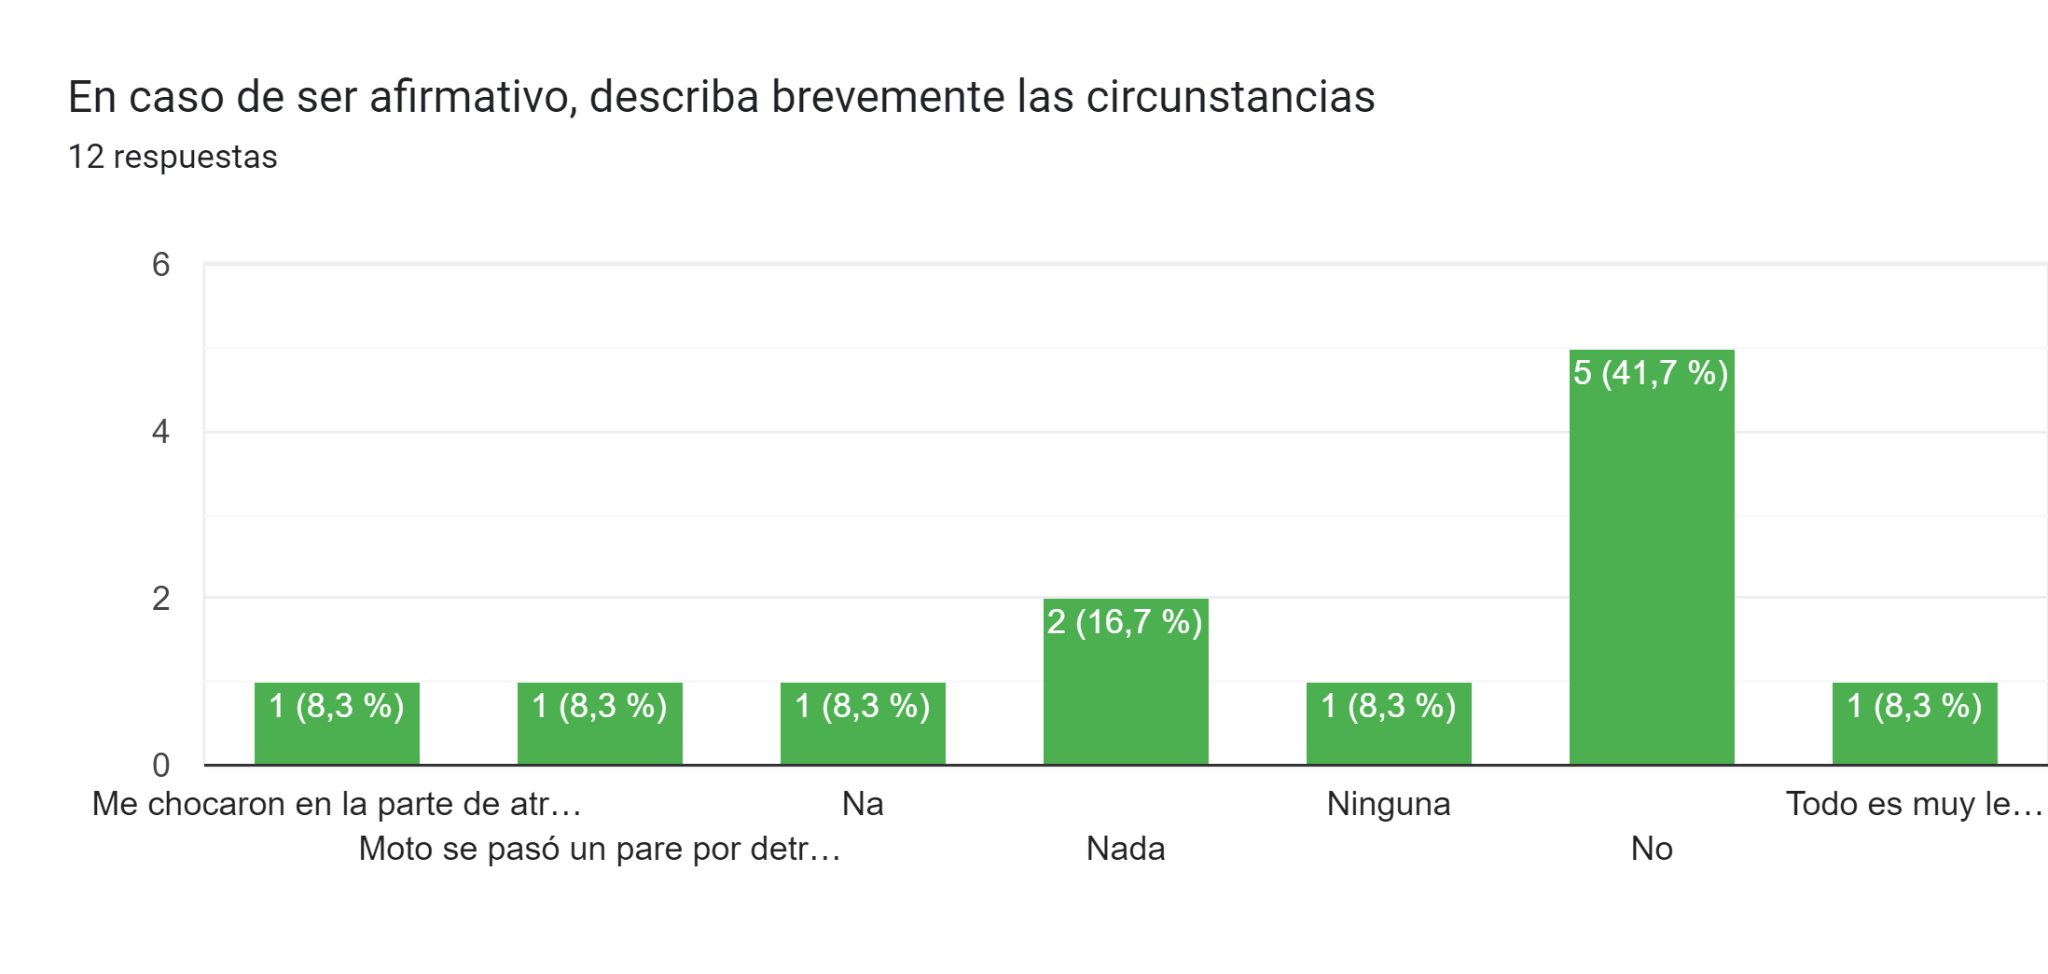 En caso de ser afirmativo, describa brevemente las circunstancias
12 respuestas
6
4
2
0
1 (8,3 %)
1 (8,3 %)
1 (8,3 %)
2 (16,7 %)
1 (8,3 %)
5 (41,7 %)
1 (8,3 %)
Me chocaron en la parte de atr…
Moto se pasó un pare por detr…
Na
Nada
Ninguna
No
Todo es muy le…